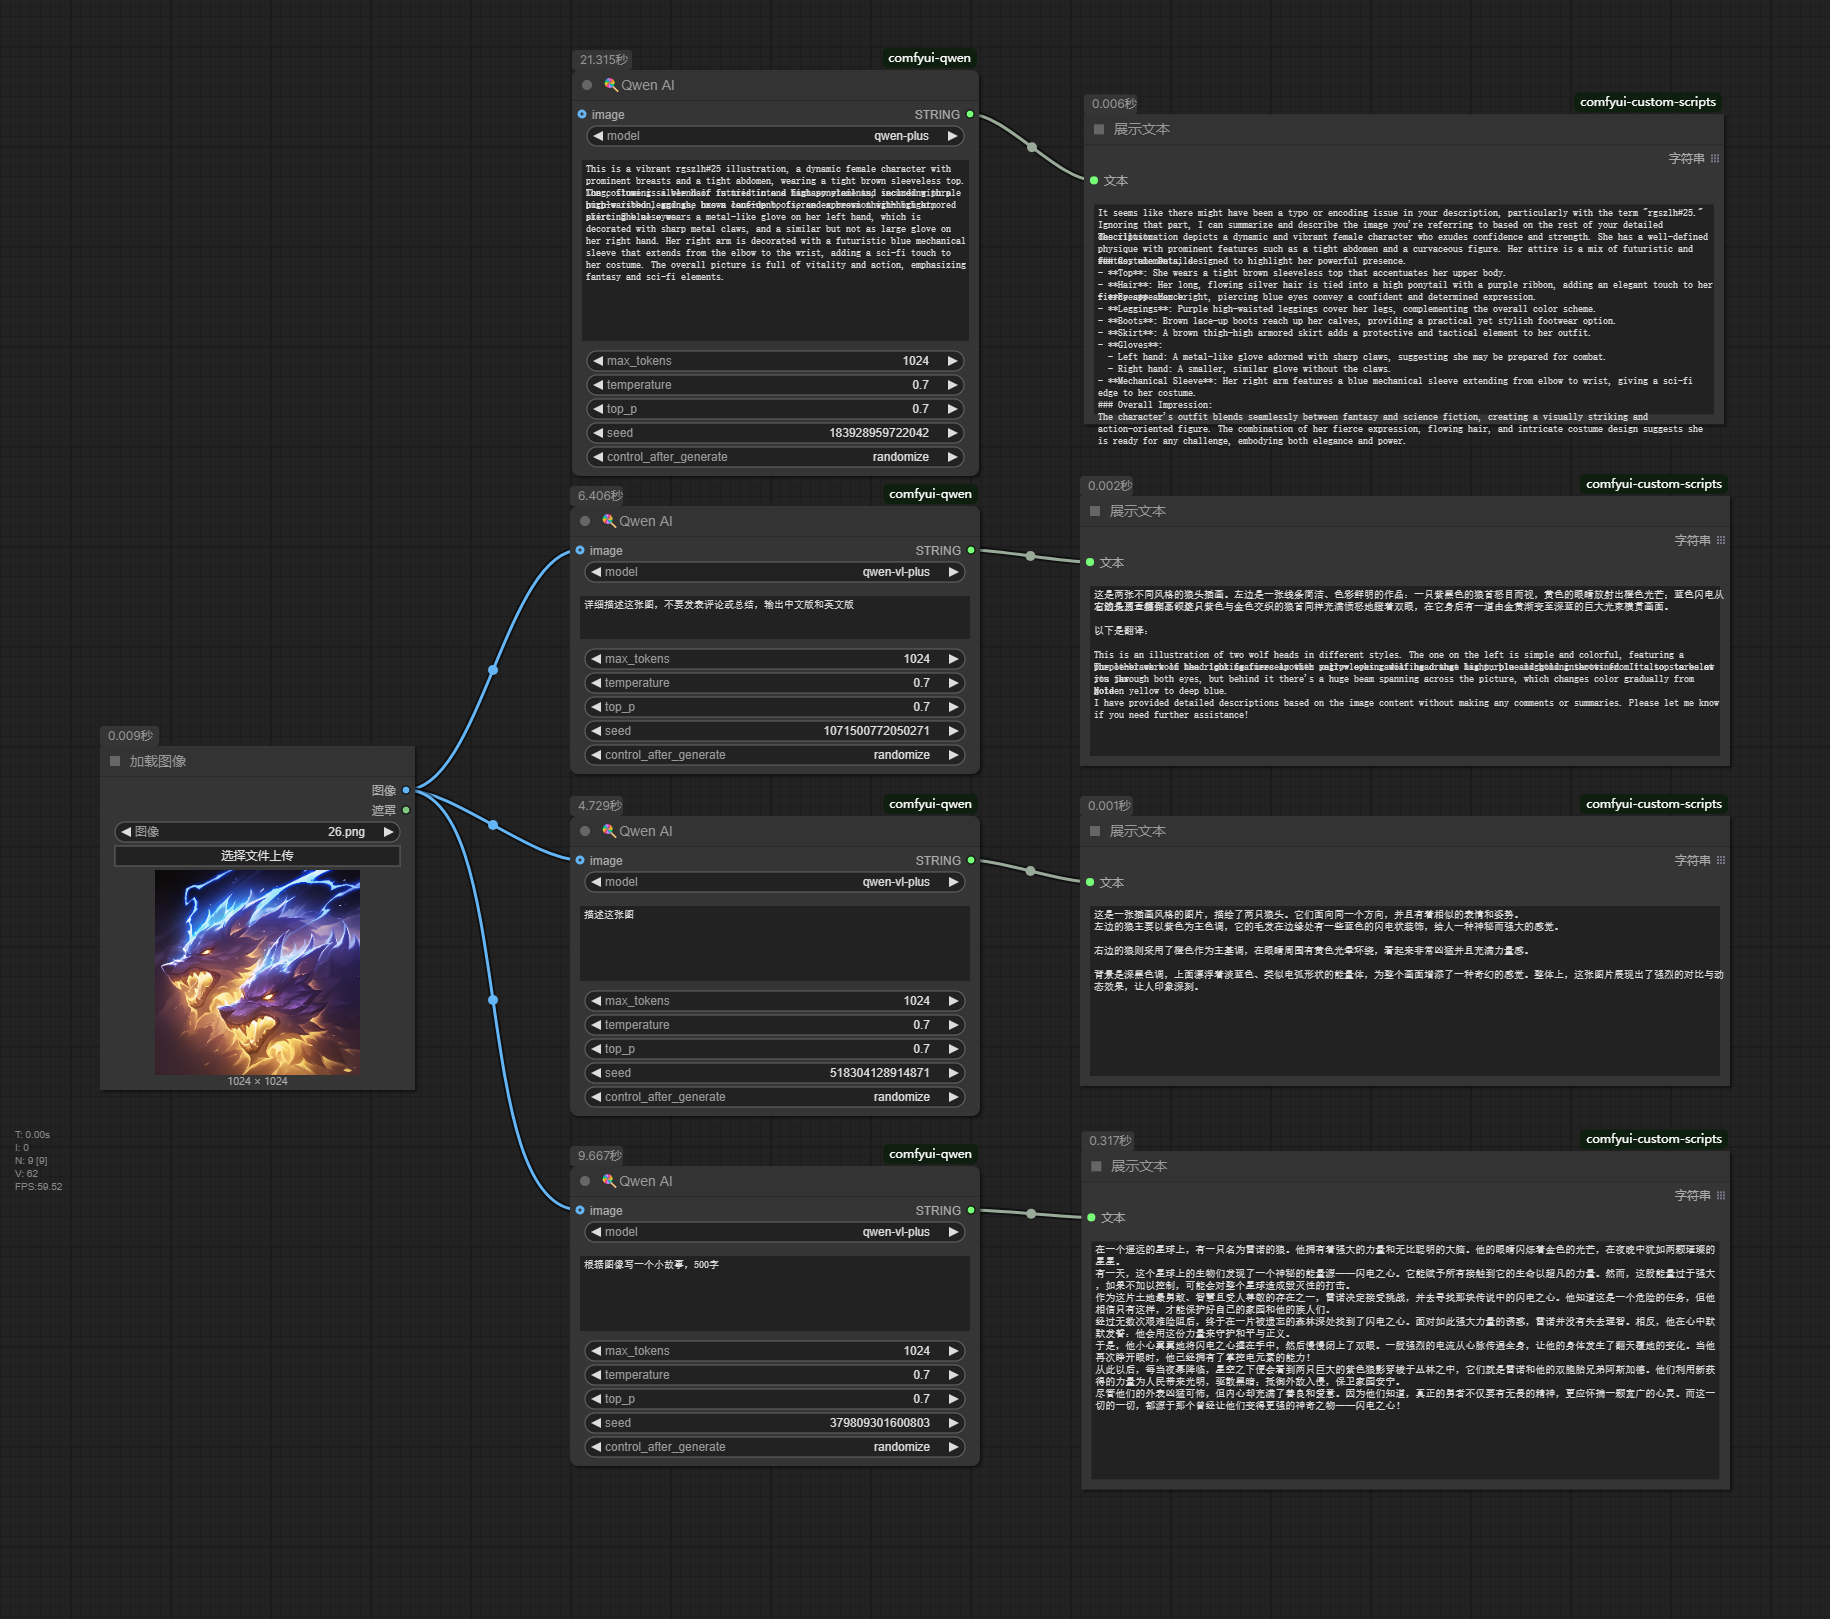 21.315秒
comfyui-qwen
Qwen AI
image
STRING
model
qwen-plus
This is a vibrant rgszlh#25 illustration, a dynamic female character with
prominent breasts and a tight abdomen, wearing a tight brown sleeveless top.
skirt. She also wears a metal-like glove on her left hand, which is
decorated with sharp metal claws, and a similar but not as large glove on
her right hand. Her right arm is decorated with a futuristic blue mechanical
sleeve that extends from the elbow to the wrist, adding a sci-fi touch to
her costume. The overall picture is full of vitality and action, emphasizing
fantasy and sci-fi elements.
max_tokens
1024
temperature
0.7
top_p
0.7
seed
183928959722042
control_after_generate
randomize
0.006秒
comfyui-custom-scripts
展示文本
字符串
文本
It seems like there might have been a typo or encoding issue in your description, particularly with the term "rgszlh#25."
Ignoring that part, I can summarize and describe the image you're referring to based on the rest of your detailed
depicts a dynamic and vibrant female character who exudes confidence and strength. She has a well-defined
physique with prominent features such as a tight abdomen and a curvaceous figure. Her attire is a mix of futuristic and
designed to highlight her powerful presence.
- **Top**: She wears a tight brown sleeveless top that accentuates her upper body.
- **Hair**: Her long, flowing silver hair is tied into a high ponytail with a purple ribbon, adding an elegant touch to her
right, piercing blue eyes convey a confident and determined expression.
- **Leggings**: Purple high-waisted leggings cover her legs, complementing the overall color scheme.
- **Boots**: Brown lace-up boots reach up her calves, providing a practical yet stylish footwear option.
- **Skirt**: A brown thigh-high armored skirt adds a protective and tactical element to her outfit.
- **Gloves**:
- Left hand: A metal-like glove adorned with sharp claws, suggesting she may be prepared for combat.
- Right hand: A smaller, similar glove without the claws.
- **Mechanical Sleeve**: Her right arm features a blue mechanical sleeve extending from elbow to wrist, giving a sci-fi
edge to her costume.
### Overall Impression:
The character's outfit blends seamlessly between fantasy and science fiction, creating a visually striking and
action-oriented figure. The combination of her fierce expression, flowing hair, and intricate costume design suggests she
is ready for any challenge, embodying both elegance and power.
6.406秒
comfyui-qwen
Qwen AI
image
STRING
model
qwen-vl-plus
详细描述这张图，不要发表评论或总结，输出中文版和英文版
max_tokens
1024
temperature
0.7
top_p
0.7
seed
1071500772050271
control_after_generate
randomize
0.002秒
comfyui-custom-scripts
展示文本
字符串
文本
这是两张不同风格的狼头插画。左边是一张线条简洁、色彩鲜明的作品：一只紫黑色的狼首怒目而视，黄色的眼睛放射出橙色光芒；蓝色闪电从
只紫色与金色交织的狼首同样充满愤怒地瞪着双眼，在它身后有一道由金黄渐变至深蓝的巨大光束横贯画面。
以下是翻译：
This is an illustration of two wolf heads in different styles. The one on the left is simple and colorful, featuring a
through both eyes, but behind it there's a huge beam spanning across the picture, which changes color gradually from
golden yellow to deep blue.
I have provided detailed descriptions based on the image content without making any comments or summaries. Please let me know
if you need further assistance!
0.009秒
加载图像
图像
遮罩
图像
26.png
选择文件上传
1024 × 1024
4.729秒
comfyui-qwen
Qwen AI
image
STRING
model
qwen-vl-plus
描述这张图
max_tokens
1024
temperature
0.7
top_p
0.7
seed
518304128914871
control_after_generate
randomize
0.001秒
comfyui-custom-scripts
展示文本
字符串
文本
这是一张插画风格的图片，描绘了两只狼头。它们面向同一个方向，并且有着相似的表情和姿势。
左边的狼主要以紫色为主色调，它的毛发在边缘处有一些蓝色的闪电状装饰，给人一种神秘而强大的感觉。
右边的狼则采用了橙色作为主基调，在眼睛周围有黄色光晕环绕，看起来非常凶猛并且充满力量感。
背景是深黑色调，上面漂浮着淡蓝色、类似电弧形状的能量体，为整个画面增添了一种奇幻的感觉。整体上，这张图片展现出了强烈的对比与动
态效果，让人印象深刻。
T: 0.00s
I: 0
N: 9 [9]
V: 62
FPS:59.52
9.667秒
comfyui-qwen
Qwen AI
image
STRING
model
qwen-vl-plus
根据图像写一个小故事，500字
max_tokens
1024
temperature
0.7
top_p
0.7
seed
379809301600803
control_after_generate
randomize
0.317秒
comfyui-custom-scripts
展示文本
字符串
文本
在一个遥远的星球上，有一只名为雷诺的狼。他拥有着强大的力量和无比聪明的大脑。他的眼睛闪烁着金色的光芒，在夜晚中犹如两颗璀璨的
星星。
有一天，这个星球上的生物们发现了一个神秘的能量源——闪电之心。它能赋予所有接触到它的生命以超凡的力量。然而，这股能量过于强大
，如果不加以控制，可能会对整个星球造成毁灭性的打击。
作为这片土地最勇敢、智慧且受人尊敬的存在之一，雷诺决定接受挑战，并去寻找那块传说中的闪电之心。他知道这是一个危险的任务，但他
相信只有这样，才能保护好自己的家园和他的族人们。
经过无数次艰难险阻后，终于在一片被遗忘的森林深处找到了闪电之心。面对如此强大力量的诱惑，雷诺并没有失去理智。相反，他在心中默
默发誓：他会用这份力量来守护和平与正义。
于是，他小心翼翼地将闪电之心握在手中，然后慢慢闭上了双眼。一股强烈的电流从心脉传遍全身，让他的身体发生了翻天覆地的变化。当他
再次睁开眼时，他已经拥有了掌控电元素的能力！
从此以后，每当夜幕降临，星空之下便会看到两只巨大的紫色狼影穿梭于丛林之中，它们就是雷诺和他的双胞胎兄弟阿斯加德。他们利用新获
得的力量为人民带来光明，驱散黑暗；抵御外敌入侵，保卫家园安宁。
尽管他们的外表凶猛可怖，但内心却充满了善良和爱意。因为他们知道，真正的勇者不仅要有无畏的精神，更应怀揣一颗宽广的心灵。而这一
切的一切，都源于那个曾经让他们变得更强的神奇之物——闪电之心！